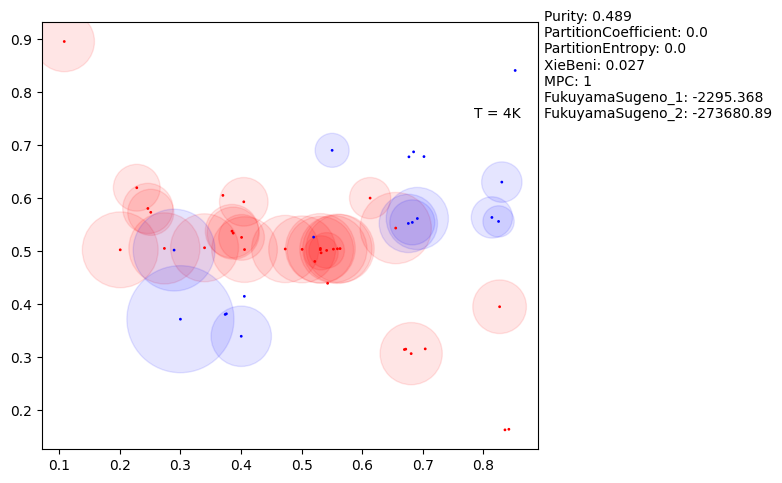 Purity: 0.489
PartitionCoefficient: 0.0
PartitionEntropy: 0.0
XieBeni: 0.027
MPC: 1
FukuyamaSugeno_1: -2295.368
FukuyamaSugeno_2: -273680.89
T = 4K
0.9
0.8
0.7
0.6
0.5
0.4
0.3
0.2
0.1 0.2 0.3 0.4 0.5 0.6 0.7 0.8